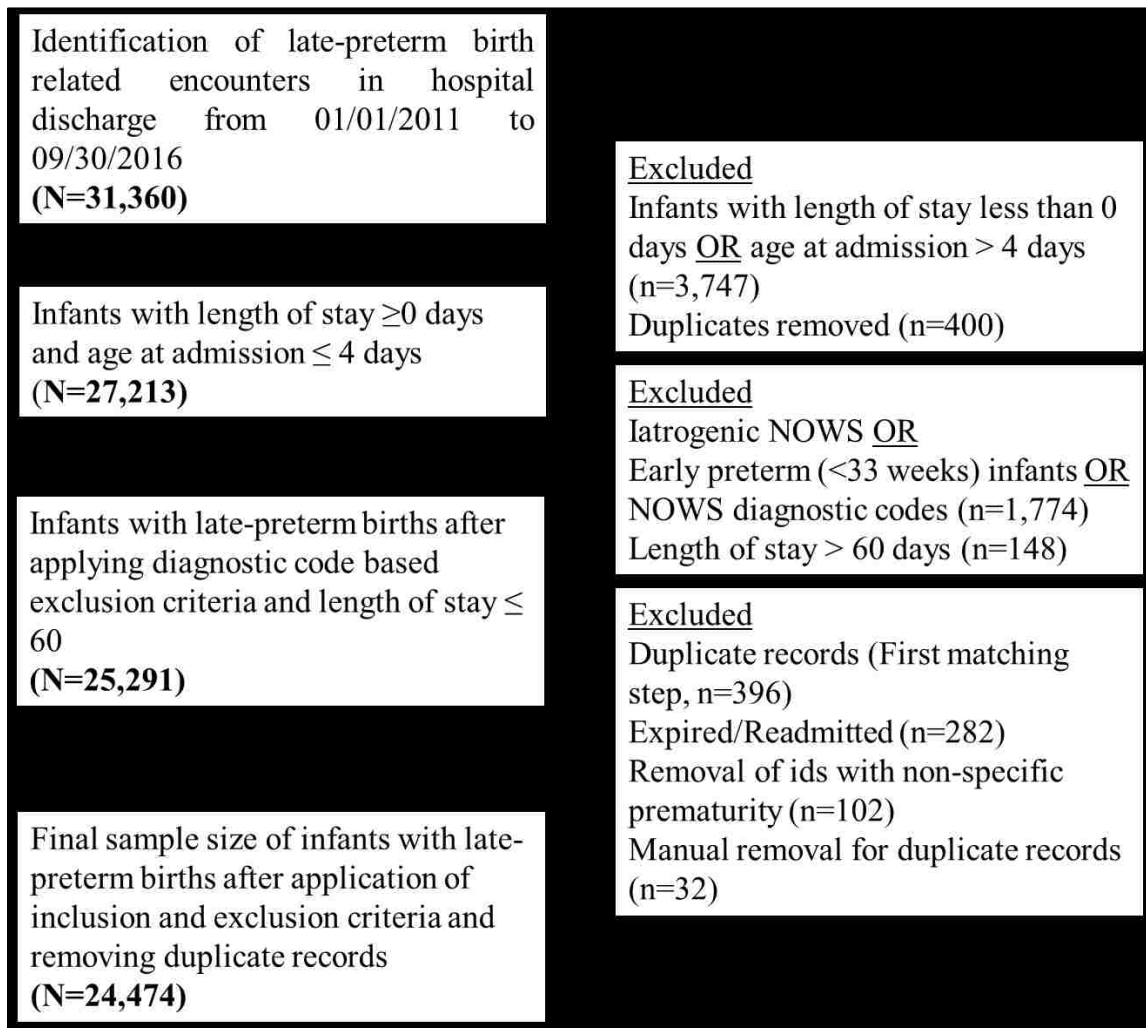 Identification of late-preterm birth
related encounters in hospital
discharge from 01/01/2011 to
09/30/2016
(N=31,360)
Excluded
Infants with length of stay less than 0
days OR age at admission > 4 days
(n=3,747)
Duplicates removed (n=400)
Infants with length of stay ≥0 days
and age at admission ≤ 4 days
(N=27,213)
Excluded
Iatrogenic NOWS OR
Early preterm (<33 weeks) infants OR
NOWS diagnostic codes (n=1,774)
Length of stay > 60 days (n=148)
Infants with late-preterm births after
applying diagnostic code based
exclusion criteria and length of stay ≤
60
(N=25,291)
Excluded
Duplicate records (First matching
step, n=396)
Expired/Readmitted (n=282)
Removal of ids with non-specific
prematurity (n=102)
Manual removal for duplicate records
(n=32)
Final sample size of infants with late-
preterm births after application of
inclusion and exclusion criteria and
removing duplicate records
(N=24,474)